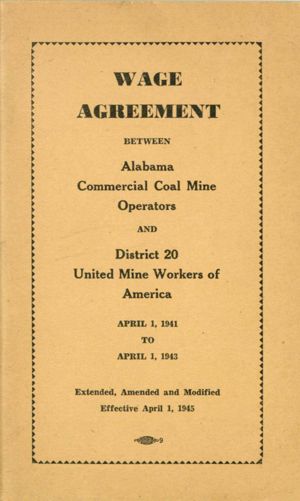 WAGE
AGREEMENT
BETWEEN
Alabama
Commercial Coal Mine
Operators
AND
District 20
United Mine Workers of
America
APRIL 1, 1941
TO
APRIL 1, 1943
Extended, Amended and Modified
Effective April 1, 1945
9